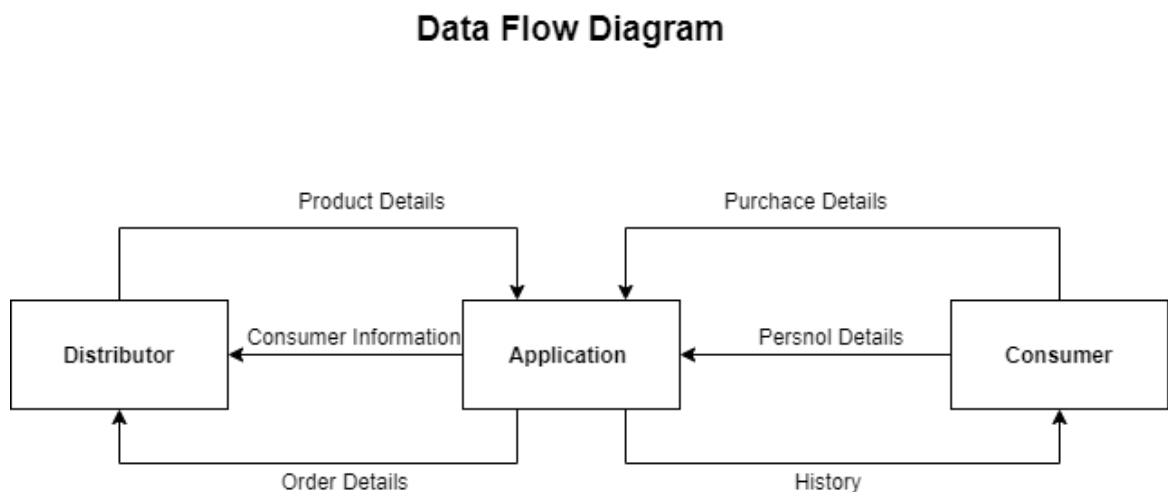 Data Flow Diagram
Product Details
Purchace Details
Distributor
Consumer Information
Application
Persnol Details
Consumer
Order Details
History